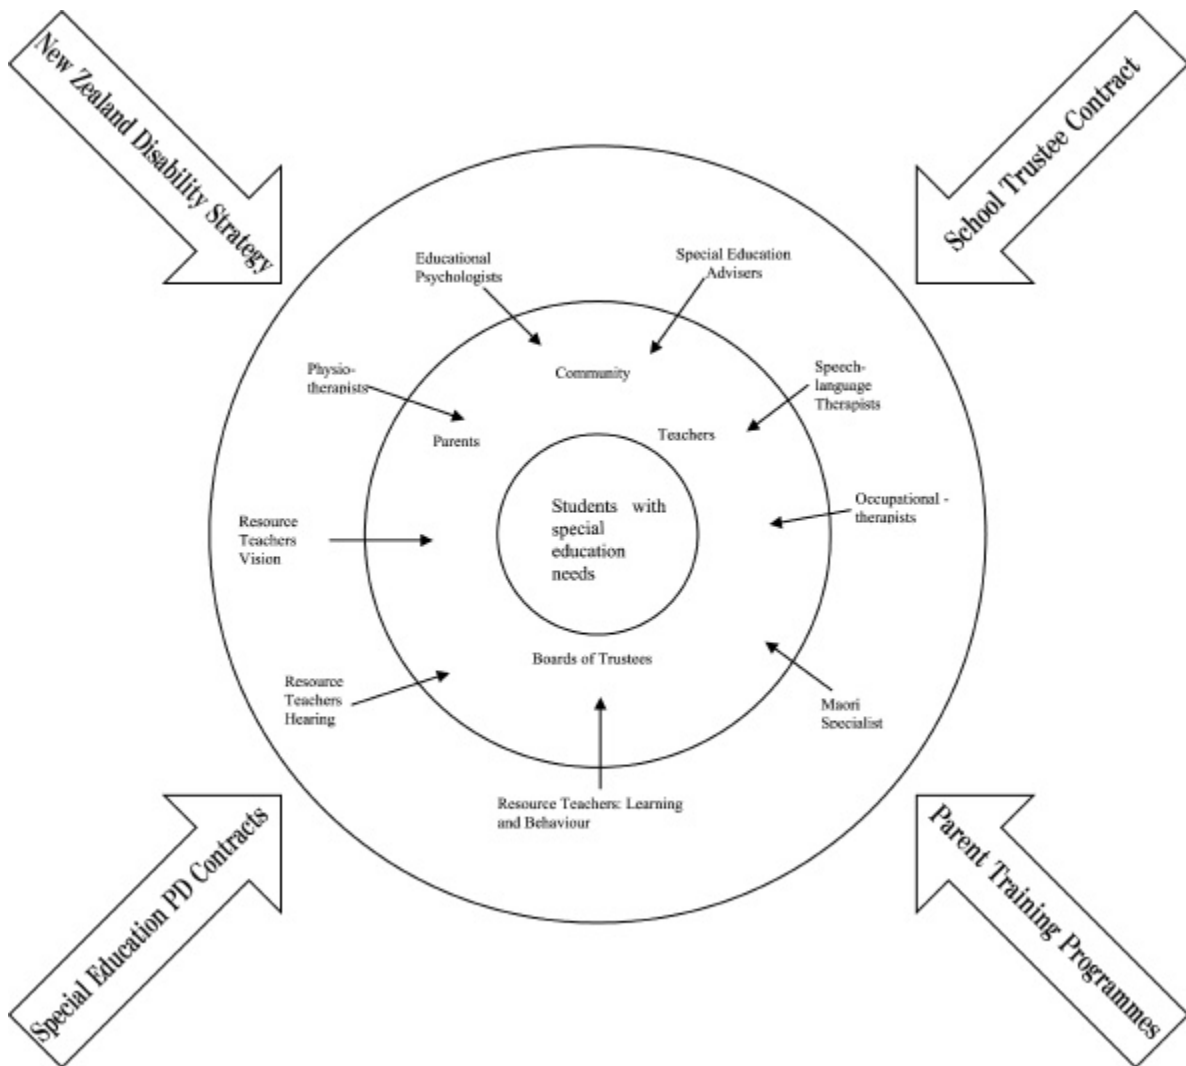 New Zealand Disability Strategy
School Trustee Contract
Educational
Psychologists
Special Education
Advisers
Physio-
therapists
Community
Speech-
language
Therapists
Parents
Teachers
Students with
special
education
needs
Resource
Teachers
Vision
Occupational -
therapists
Boards of Trustees
Resource
Teachers
Hearing
Maori
Specialist
Resource Teachers: Learning
and Behaviour
Special Education PD Contracts
Parent Training Programmes